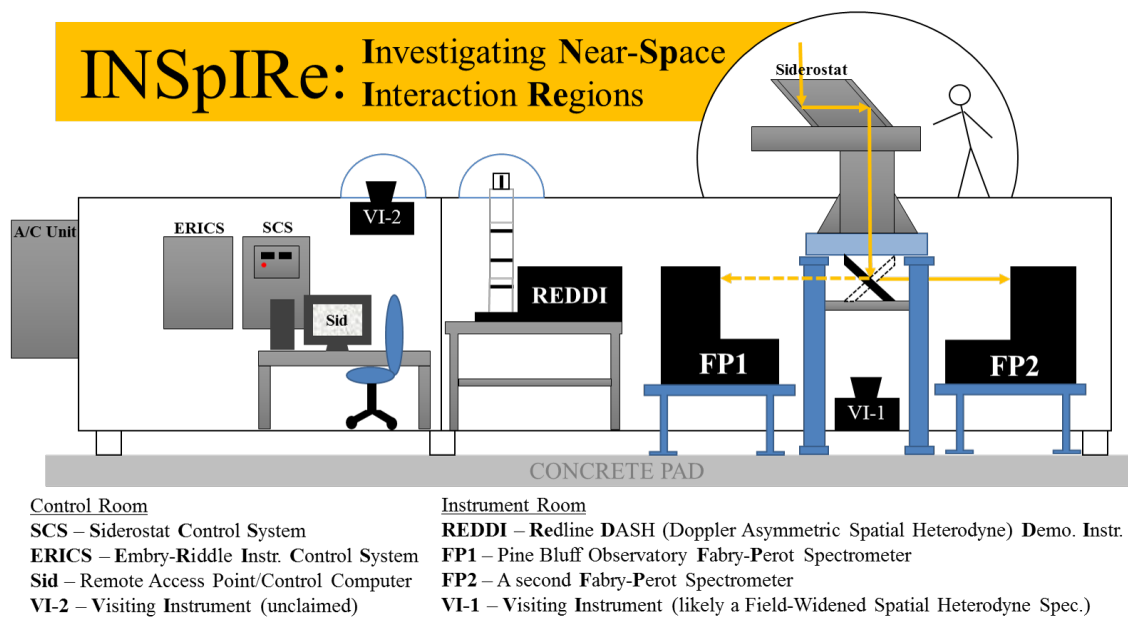 INSpIRe: Investigating Near-Space
Interaction Regions
Siderostat
A/C Unit
ERICS
SCS
VI-2
Sid
REDDI
FP1
FP2
VI-1
CONCRETE PAD
Control Room
SCS – Siderostat Control System
ERICS – Embry-Riddle Instr. Control System
Sid – Remote Access Point/Control Computer
VI-2 – Visiting Instrument (unclaimed)
Instrument Room
REDDI – Redline DASH (Doppler Asymmetric Spatial Heterodyne) Demo. Instr.
FP1 – Pine Bluff Observatory Fabry-Perot Spectrometer
FP2 – A second Fabry-Perot Spectrometer
VI-1 – Visiting Instrument (likely a Field-Widened Spatial Heterodyne Spec.)